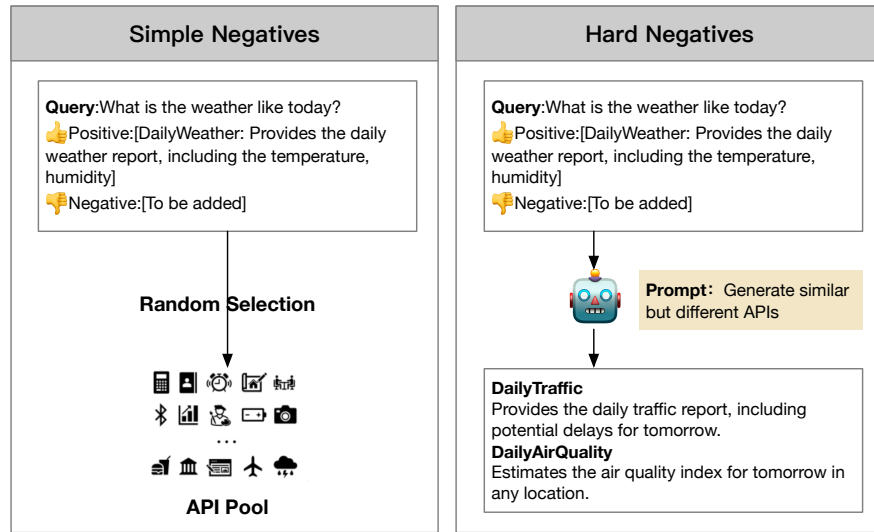 Simple Negatives
Query:What is the weather like today?
👍Positive:[DailyWeather: Provides the daily
weather report, including the temperature,
humidity]
👎Negative:[To be added]
Random Selection
...
API Pool
Hard Negatives
Query:What is the weather like today?
👍Positive:[DailyWeather: Provides the daily
weather report, including the temperature,
humidity]
👎Negative:[To be added]
Prompt： Generate similar
but different APIs
DailyTraffic
Provides the daily traffic report, including
potential delays for tomorrow.
DailyAirQuality
Estimates the air quality index for tomorrow in
any location.